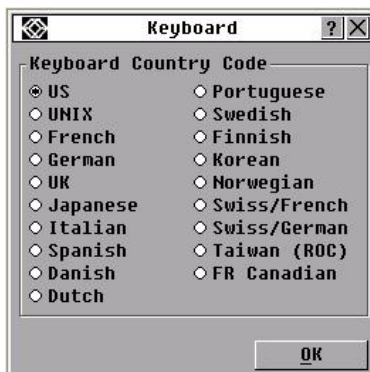 Keyboard
? X
Keyboard Country Code
US
UNIX
French
German
UK
Japanese
Italian
Spanish
Danish
Dutch
Portuguese
Swedish
Finnish
Korean
Norwegian
Swiss/French
Swiss/German
Taiwan (ROC)
FR Canadian
OK